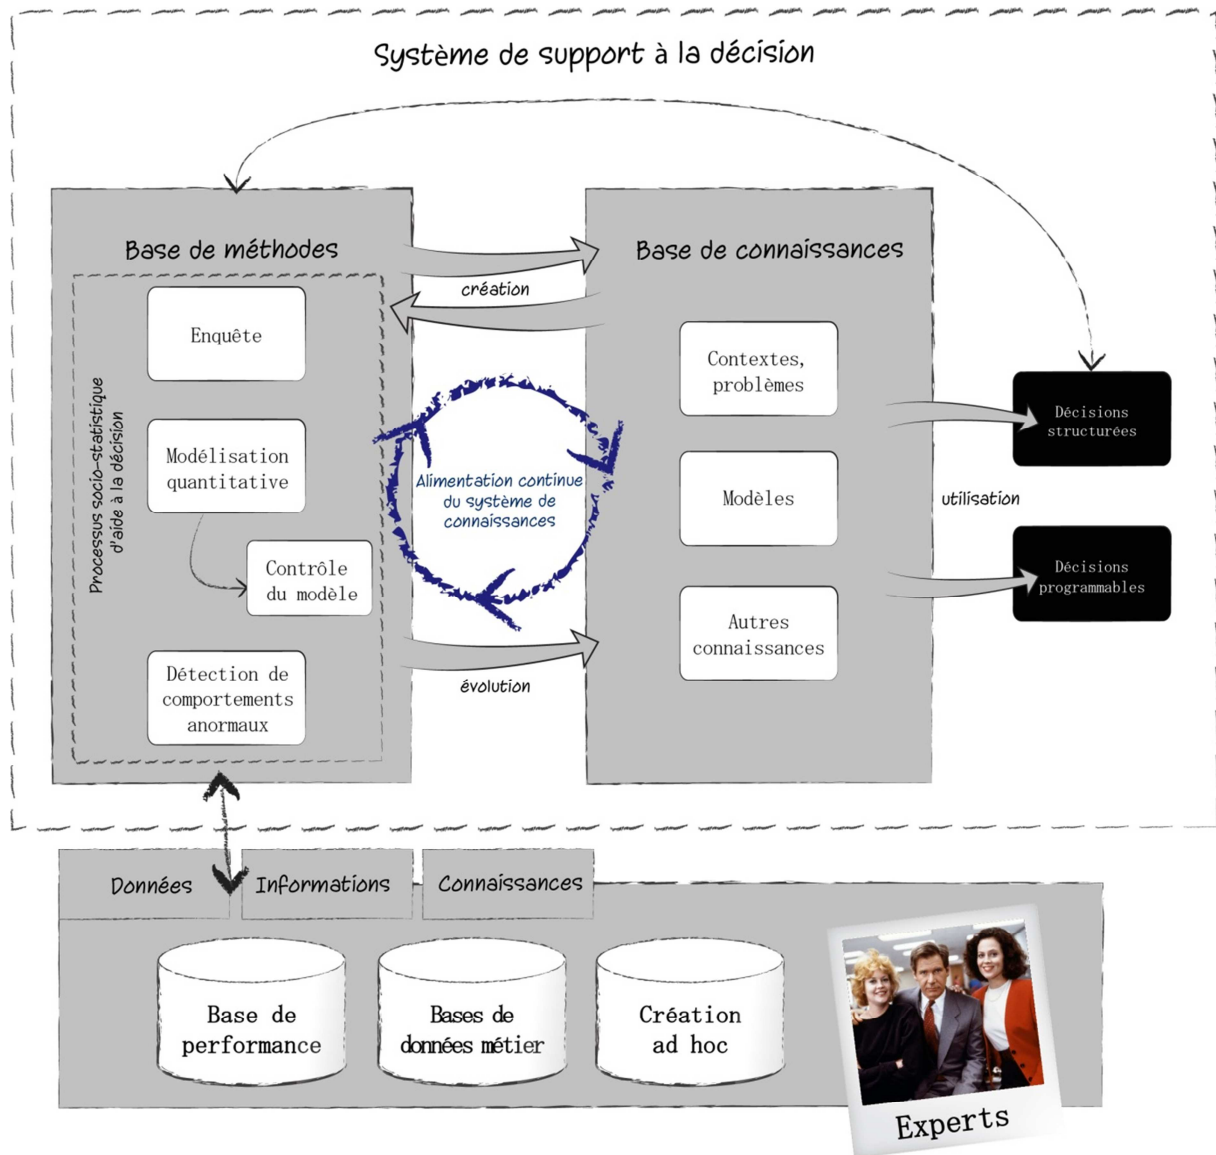 Système de support à la décision
Base de méthodes
Processus socio-statistique
d'aide à la décision
Enquête
Modélisation
quantitative
Contrôle
du modèle
Détection de
comportements
anormaux
création
Alimentation continue
du système de
connaissances
évolution
Base de connaissances
Contextes,
problèmes
Modèles
Autres
connaissances
utilisation
Décisions
structurées
Décisions
programmables
Données
Informations
Connaissances
Base de
performance
Bases de
données métier
Création
ad hoc
Experts